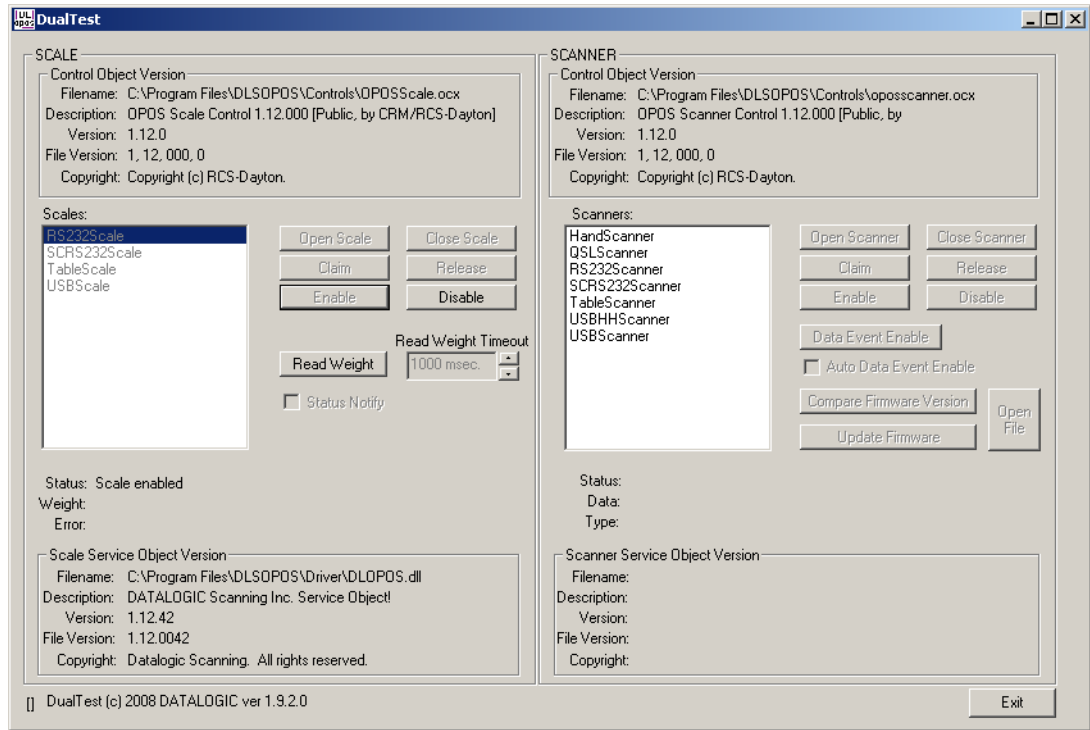 UL
opos
DualTest
SCALE
Control Object Version
Filename: C:\Program Files\DLSOPOS\Controls\OPOSScale.ocx
Description: OPOS Scale Control 1.12.000 [Public, by CRM/RCS-Dayton]
Version: 1.12.0
File Version: 1, 12, 000, 0
Copyright: Copyright (c) RCS-Dayton.
Scales:
RS232Scale
SCRS232Scale
TableScale
USBScale
Open Scale
Close Scale
Claim
Release
Enable
Disable
Read Weight Timeout
Read Weight
1000 msec.
Status Notify
Status: Scale enabled
Weight:
Error:
Scale Service Object Version
Filename: C:\Program Files\DLSOPOS\Driver\DLOPOS.dll
Description: DATALOGIC Scanning Inc. Service Object!
Version: 1.12.42
File Version: 1.12.0042
Copyright: Datalogic Scanning. All rights reserved.
SCANNER
Control Object Version
Filename: C:\Program Files\DLSOPOS\Controls\oposscanner.ocx
Description: OPOS Scanner Control 1.12.000 [Public, by
Version: 1.12.0
File Version: 1, 12, 000, 0
Copyright: Copyright (c) RCS-Dayton.
Scanners:
HandScanner
QSLScanner
RS232Scanner
SCRS232Scanner
TableScanner
USBHHScanner
USBScanner
Open Scanner
Close Scanner
Claim
Release
Enable
Disable
Data Event Enable
Auto Data Event Enable
Compare Firmware Version
Open File
Update Firmware
Status:
Data:
Type:
Scanner Service Object Version
Filename:
Description:
Version:
File Version:
Copyright:
[] DualTest (c) 2008 DATALOGIC ver 1.9.2.0
Exit